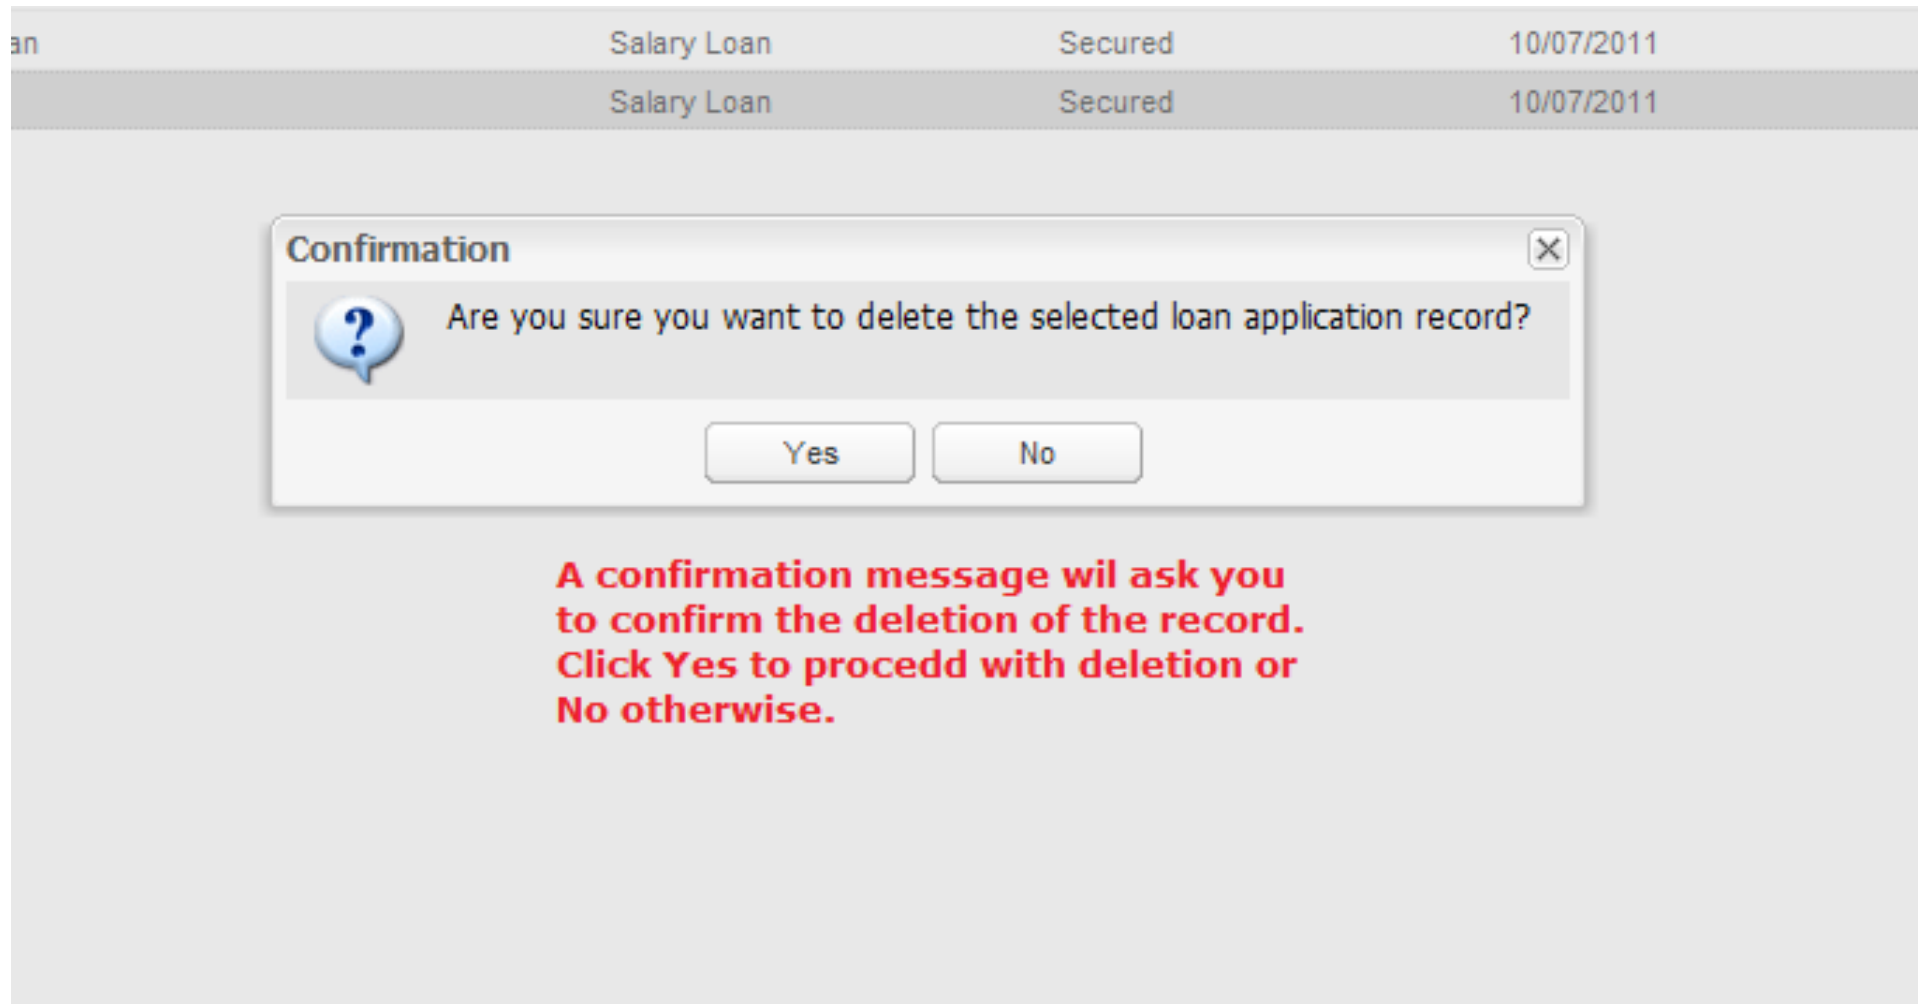 an Salary Loan Secured 10/07/2011
Salary Loan Secured 10/07/2011
Confirmation
Are you sure you want to delete the selected loan application record?
Yes No
A confirmation message wil ask you
to confirm the deletion of the record.
Click Yes to procedd with deletion or
No otherwise.